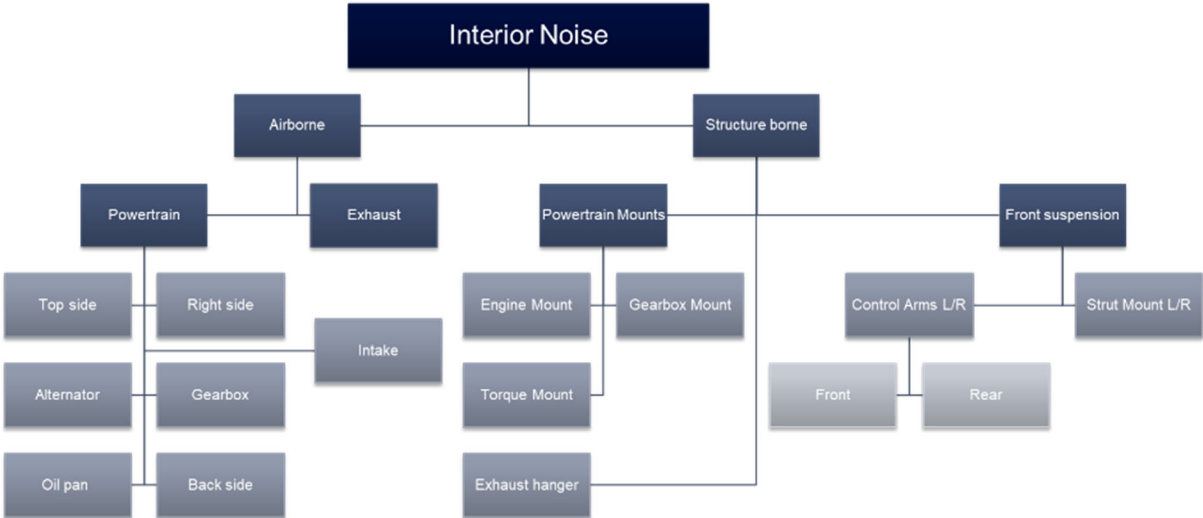 Interior Noise
Airborne
Structure borne
Powertrain
Exhaust
Powertrain Mounts
Front suspension
Top side
Right side
Engine Mount
Gearbox Mount
Control Arms L/R
Strut Mount L/R
Intake
Alternator
Gearbox
Torque Mount
Front
Rear
Oil pan
Back side
Exhaust hanger